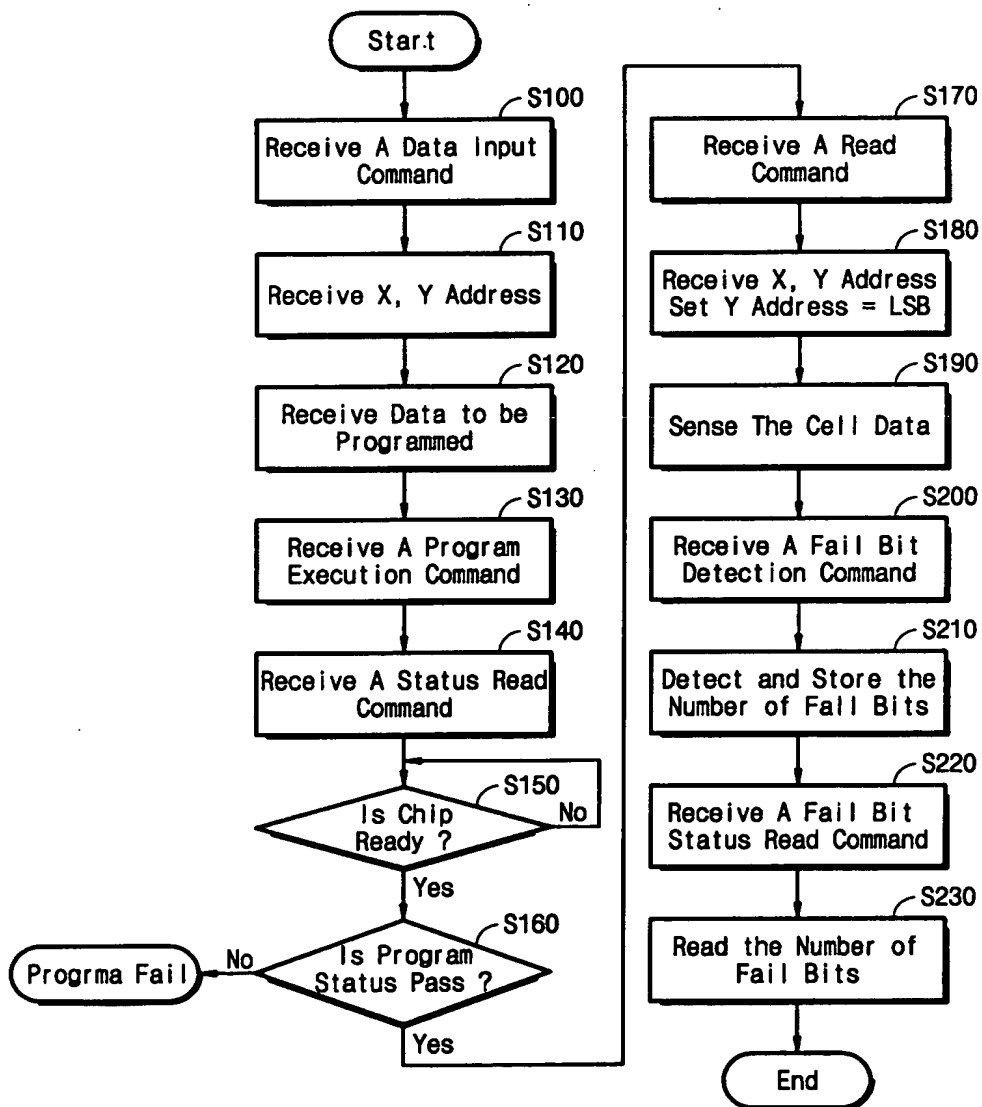 Start
S100
Receive A Data Input
Command
S110
Receive X, Y Address
S120
Receive Data to be
Programmed
S130
Receive A Program
Execution Command
S140
Receive A Status Read
Command
S150
Is Chip
Ready ?
No
Yes
S160
Is Program
Status Pass ?
No
Progrma Fail
Yes
S170
Receive A Read
Command
S180
Receive X, Y Address
Set Y Address = LSB
S190
Sense The Cell Data
S200
Receive A Fail Bit
Detection Command
S210
Detect and Store the
Number of Fail Bits
S220
Receive A Fail Bit
Status Read Command
S230
Read the Number of
Fail Bits
End